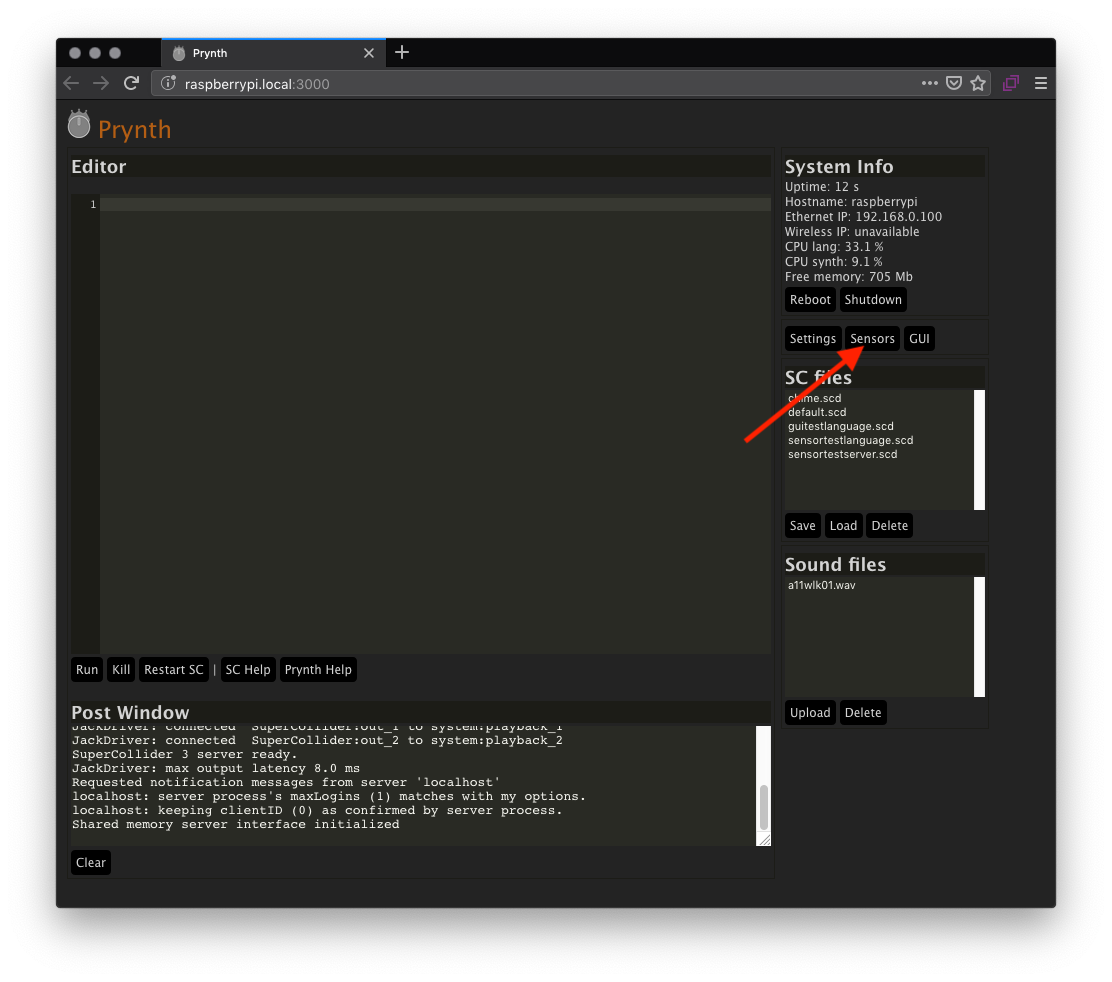 Prynth
raspberrypi.local:3000
Prynth
Editor
1
Run Kill Restart SC | SC Help Prynth Help
Post Window
JackDriver: connected  SuperCollider:out_1 to system:playback_1
JackDriver: connected  SuperCollider:out_2 to system:playback_2
SuperCollider 3 server ready.
JackDriver: max output latency 8.0 ms
Requested notification messages from server 'localhost'
localhost: server process's maxLogins (1) matches with my options.
localhost: keeping clientID (0) as confirmed by server process.
Shared memory server interface initialized
Clear
System Info
Uptime: 12 s
Hostname: raspberrypi
Ethernet IP: 192.168.0.100
Wireless IP: unavailable
CPU lang: 33.1 %
CPU synth: 9.1 %
Free memory: 705 Mb
Reboot Shutdown
Settings Sensors GUI
SC files
chime.scd
default.scd
guitestlanguage.scd
sensortestlanguage.scd
sensortestserver.scd
Save Load Delete
Sound files
a11wlk01.wav
Upload Delete